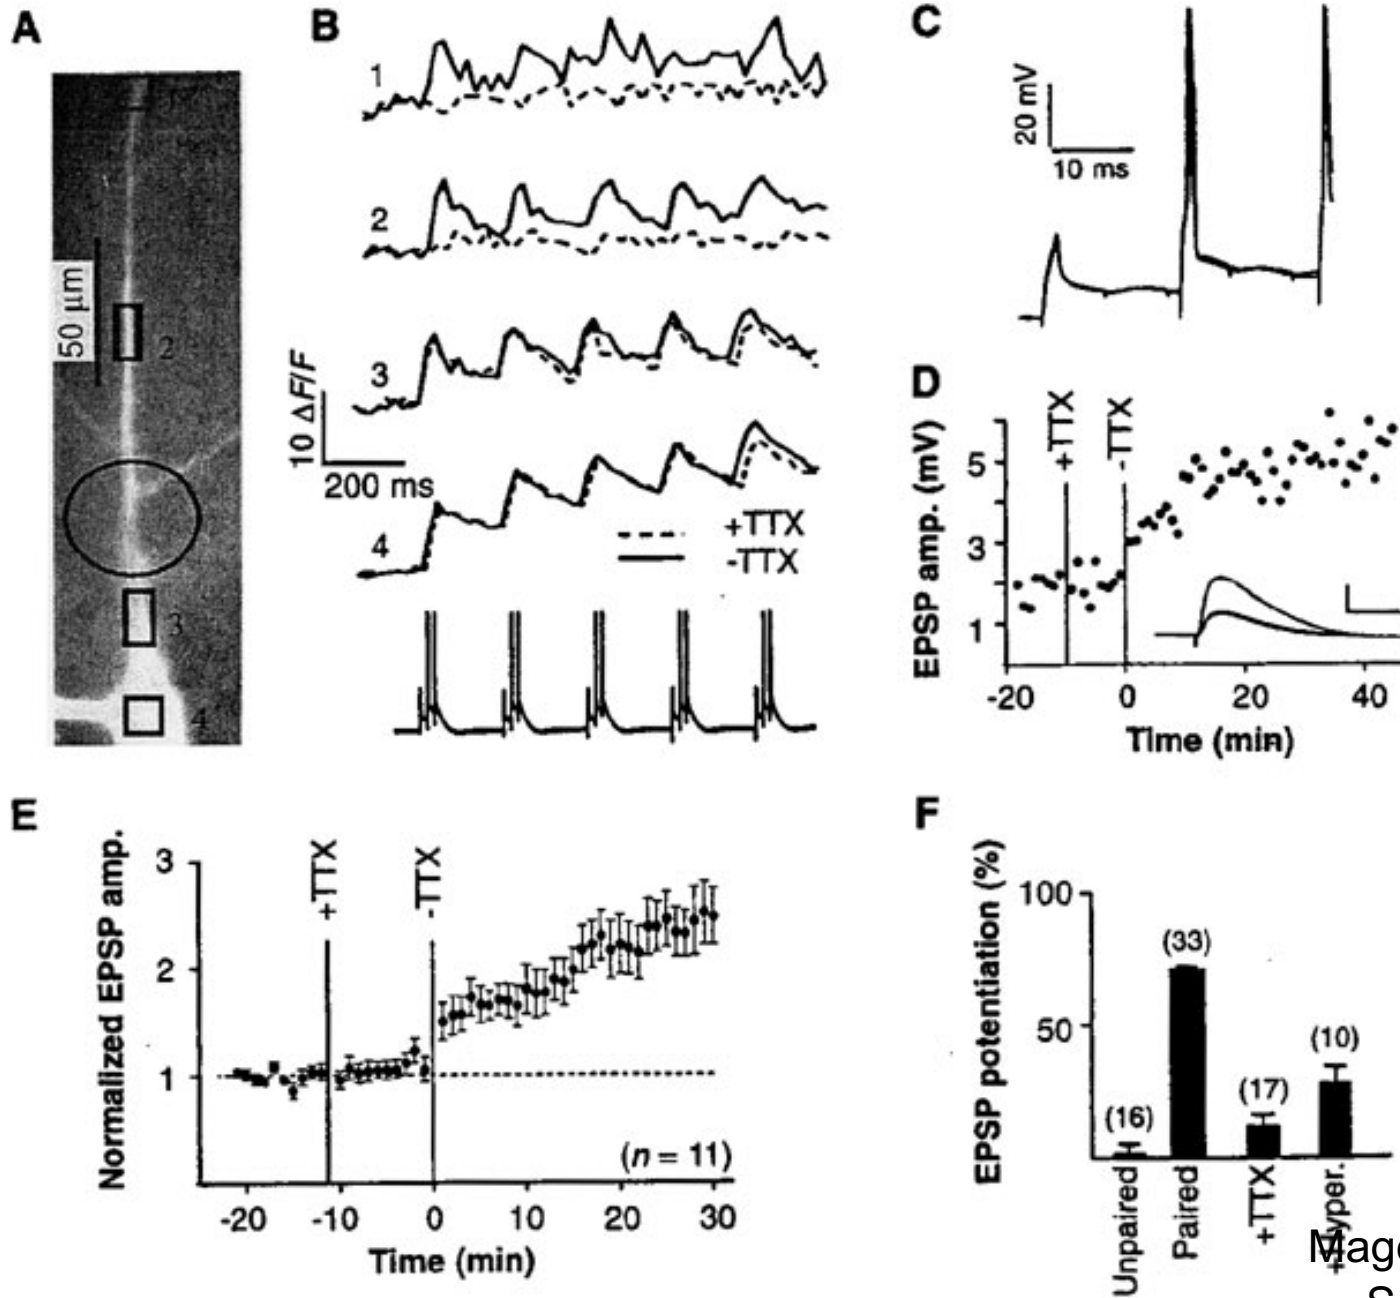 A
50 μm
1
2
3
4
B
1
2
3
4
10 ΔF/F
200 ms
+TTX
-TTX
C
20 mV
10 ms
D
EPSP amp. (mV)
5
3
1
+TTX
-TTX
-20
0
20
40
Time (min)
E
Normalized EPSP amp.
3
2
1
+TTX
-TTX
(n = 11)
-20
-10
0
10
20
30
Time (min)
F
EPSP potentiation (%)
100
50
(16)
(33)
(17)
(10)
Unpaired
Paired
+TTX